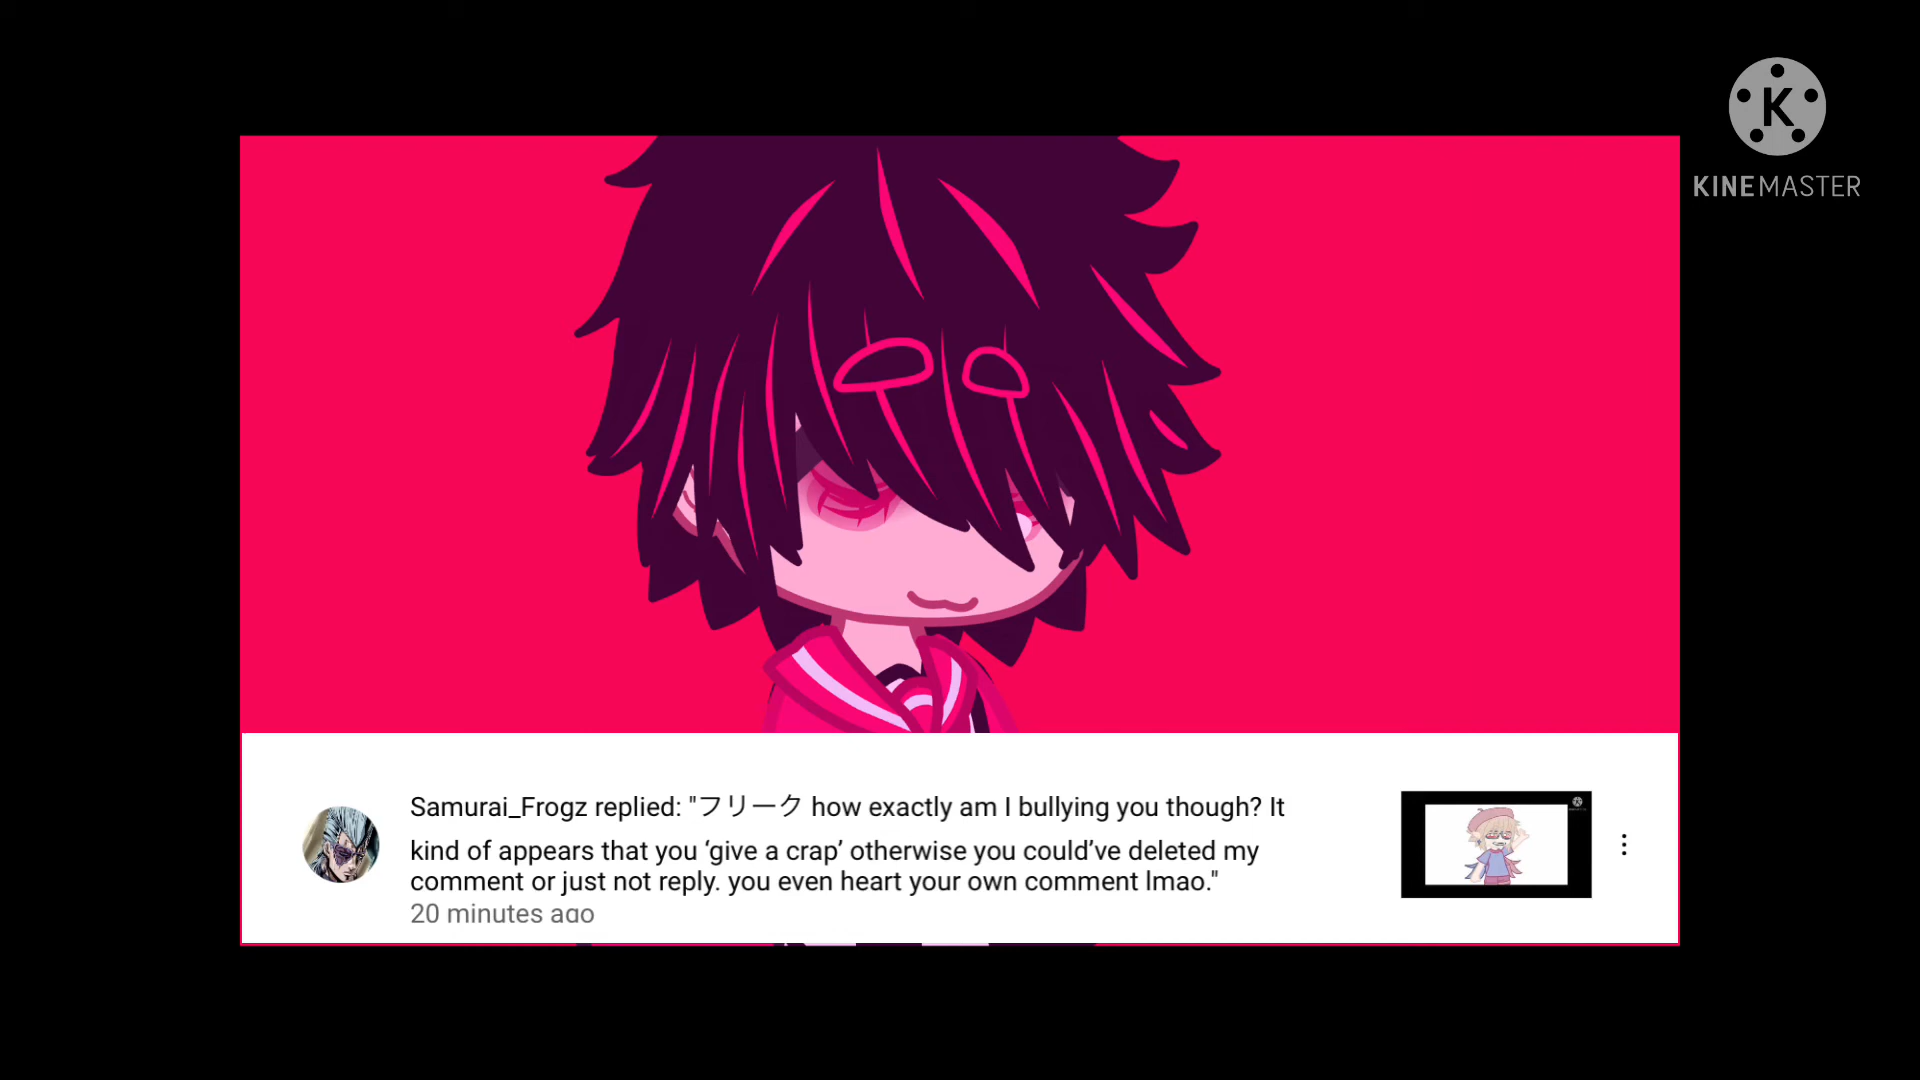 K
KINEMASTER
Samurai_Frogz replied: "フリーク how exactly am I bullying you though? It
kind of appears that you ‘give a crap’ otherwise you could’ve deleted my
comment or just not reply. you even heart your own comment lmao."
20 minutes ago